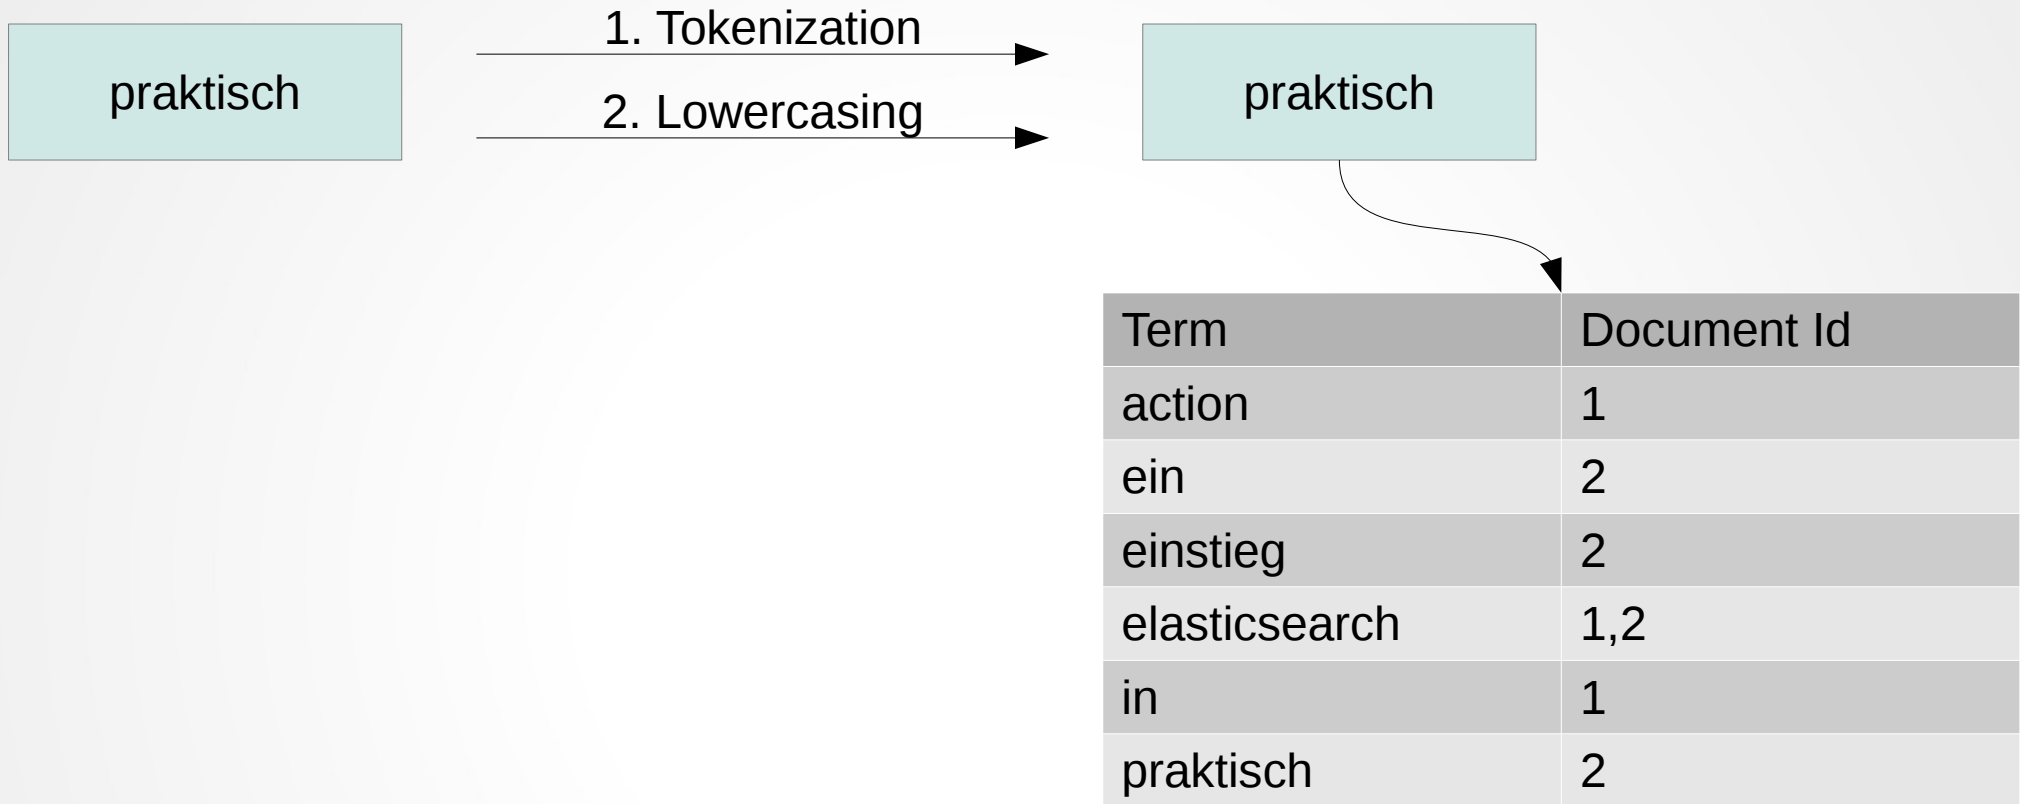 praktisch
1. Tokenization
2. Lowercasing
praktisch
Term Document Id
action 1
ein 2
einstieg 2
elasticsearch 1,2
in 1
praktisch 2